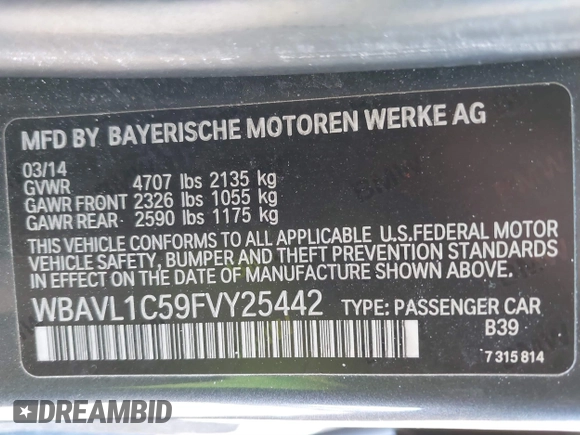 MFD BY BAYERISCHE MOTOREN WERKE AG
03/14
GVWR 4707 lbs 2135 kg
GAWR FRONT 2326 lbs 1055 kg
GAWR REAR 2590 lbs 1175 kg
THIS VEHICLE CONFORMS TO ALL APPLICABLE U.S.FEDERAL MOTOR
VEHICLE SAFETY, BUMPER AND THEFT PREVENTION STANDARDS
IN EFFECT ON THE DATE OF MANUFACTURE SHOWN ABOVE.
WBAVL1C59FVY25442 TYPE: PASSENGER CAR
B39
7 315 814
DREAMBID